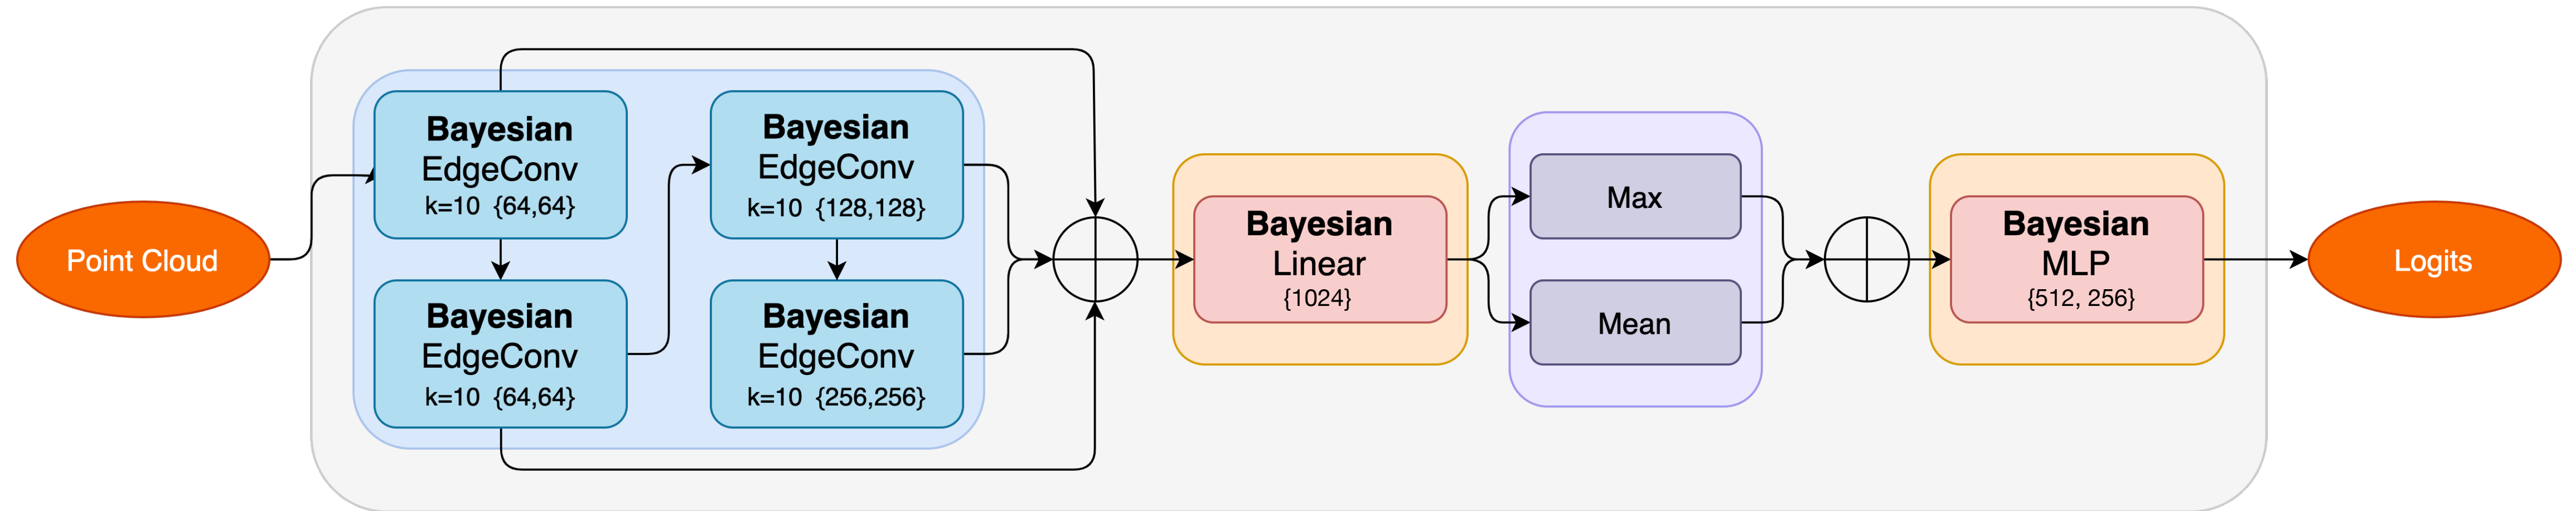 Point Cloud
Bayesian
EdgeConv
k=10 {64,64}
Bayesian
EdgeConv
k=10 {64,64}
Bayesian
EdgeConv
k=10 {128,128}
Bayesian
EdgeConv
k=10 {256,256}
Bayesian
Linear
{1024}
Max
Mean
Bayesian
MLP
{512, 256}
Logits